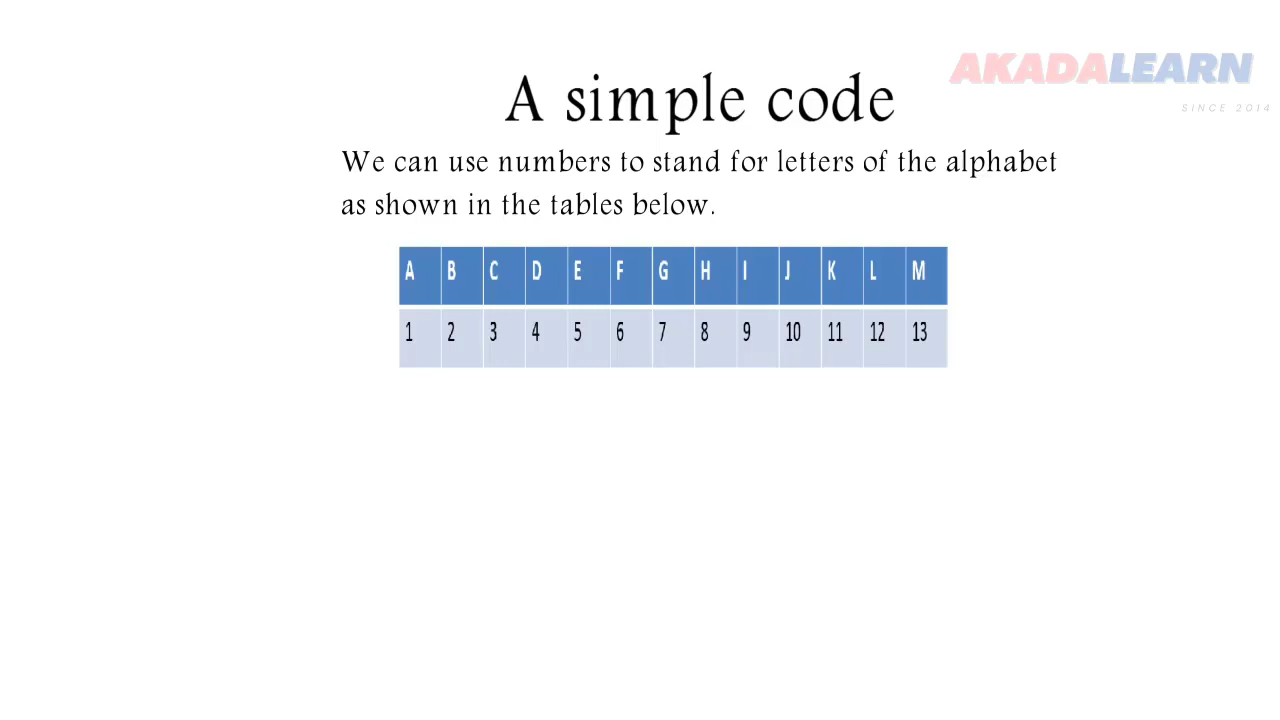 AKADALEARN
SINCE 2014
A simple code
We can use numbers to stand for letters of the alphabet
as shown in the tables below.
A B C D E F G H I J K L M
1 2 3 4 5 6 7 8 9 10 11 12 13